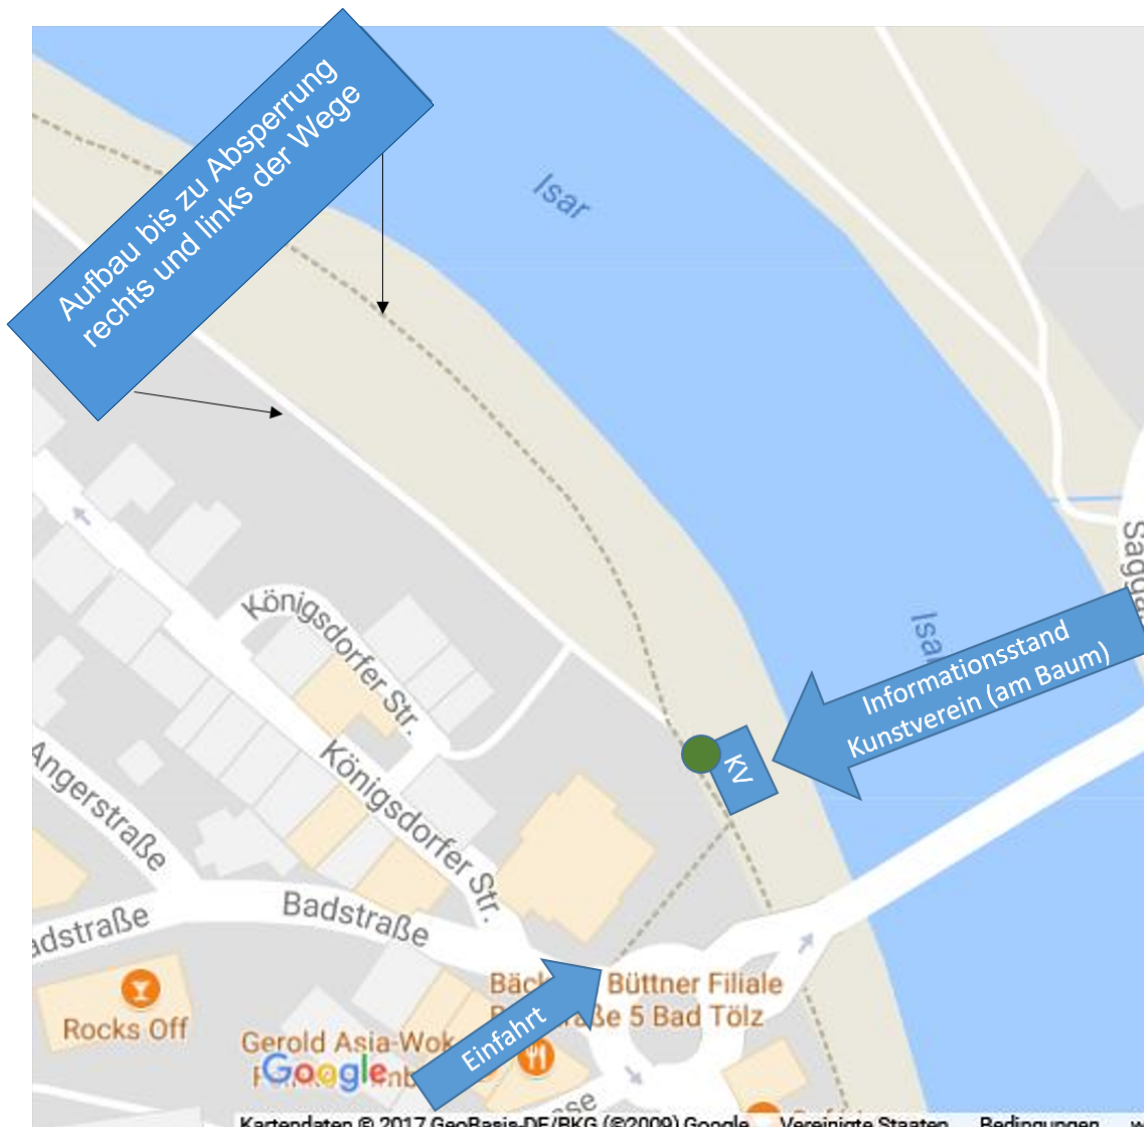 Aufbau bis zu Absperrung
rechts und links der Wege
Isar
Isar
Informationsstand
Kunstverein (am Baum)
KV
Königsdorfer Str.
Königsdorfer Str.
Angerstraße
Badstraße
Büttner Filiale
5 Bad Tölz
Rocks Off
Gerold Asia-Wok
Einfahrt
Google
Kartendaten © 2017 GeoBasis-DE/BKG (©2009) Google Vereinigte Staaten Bedingungen